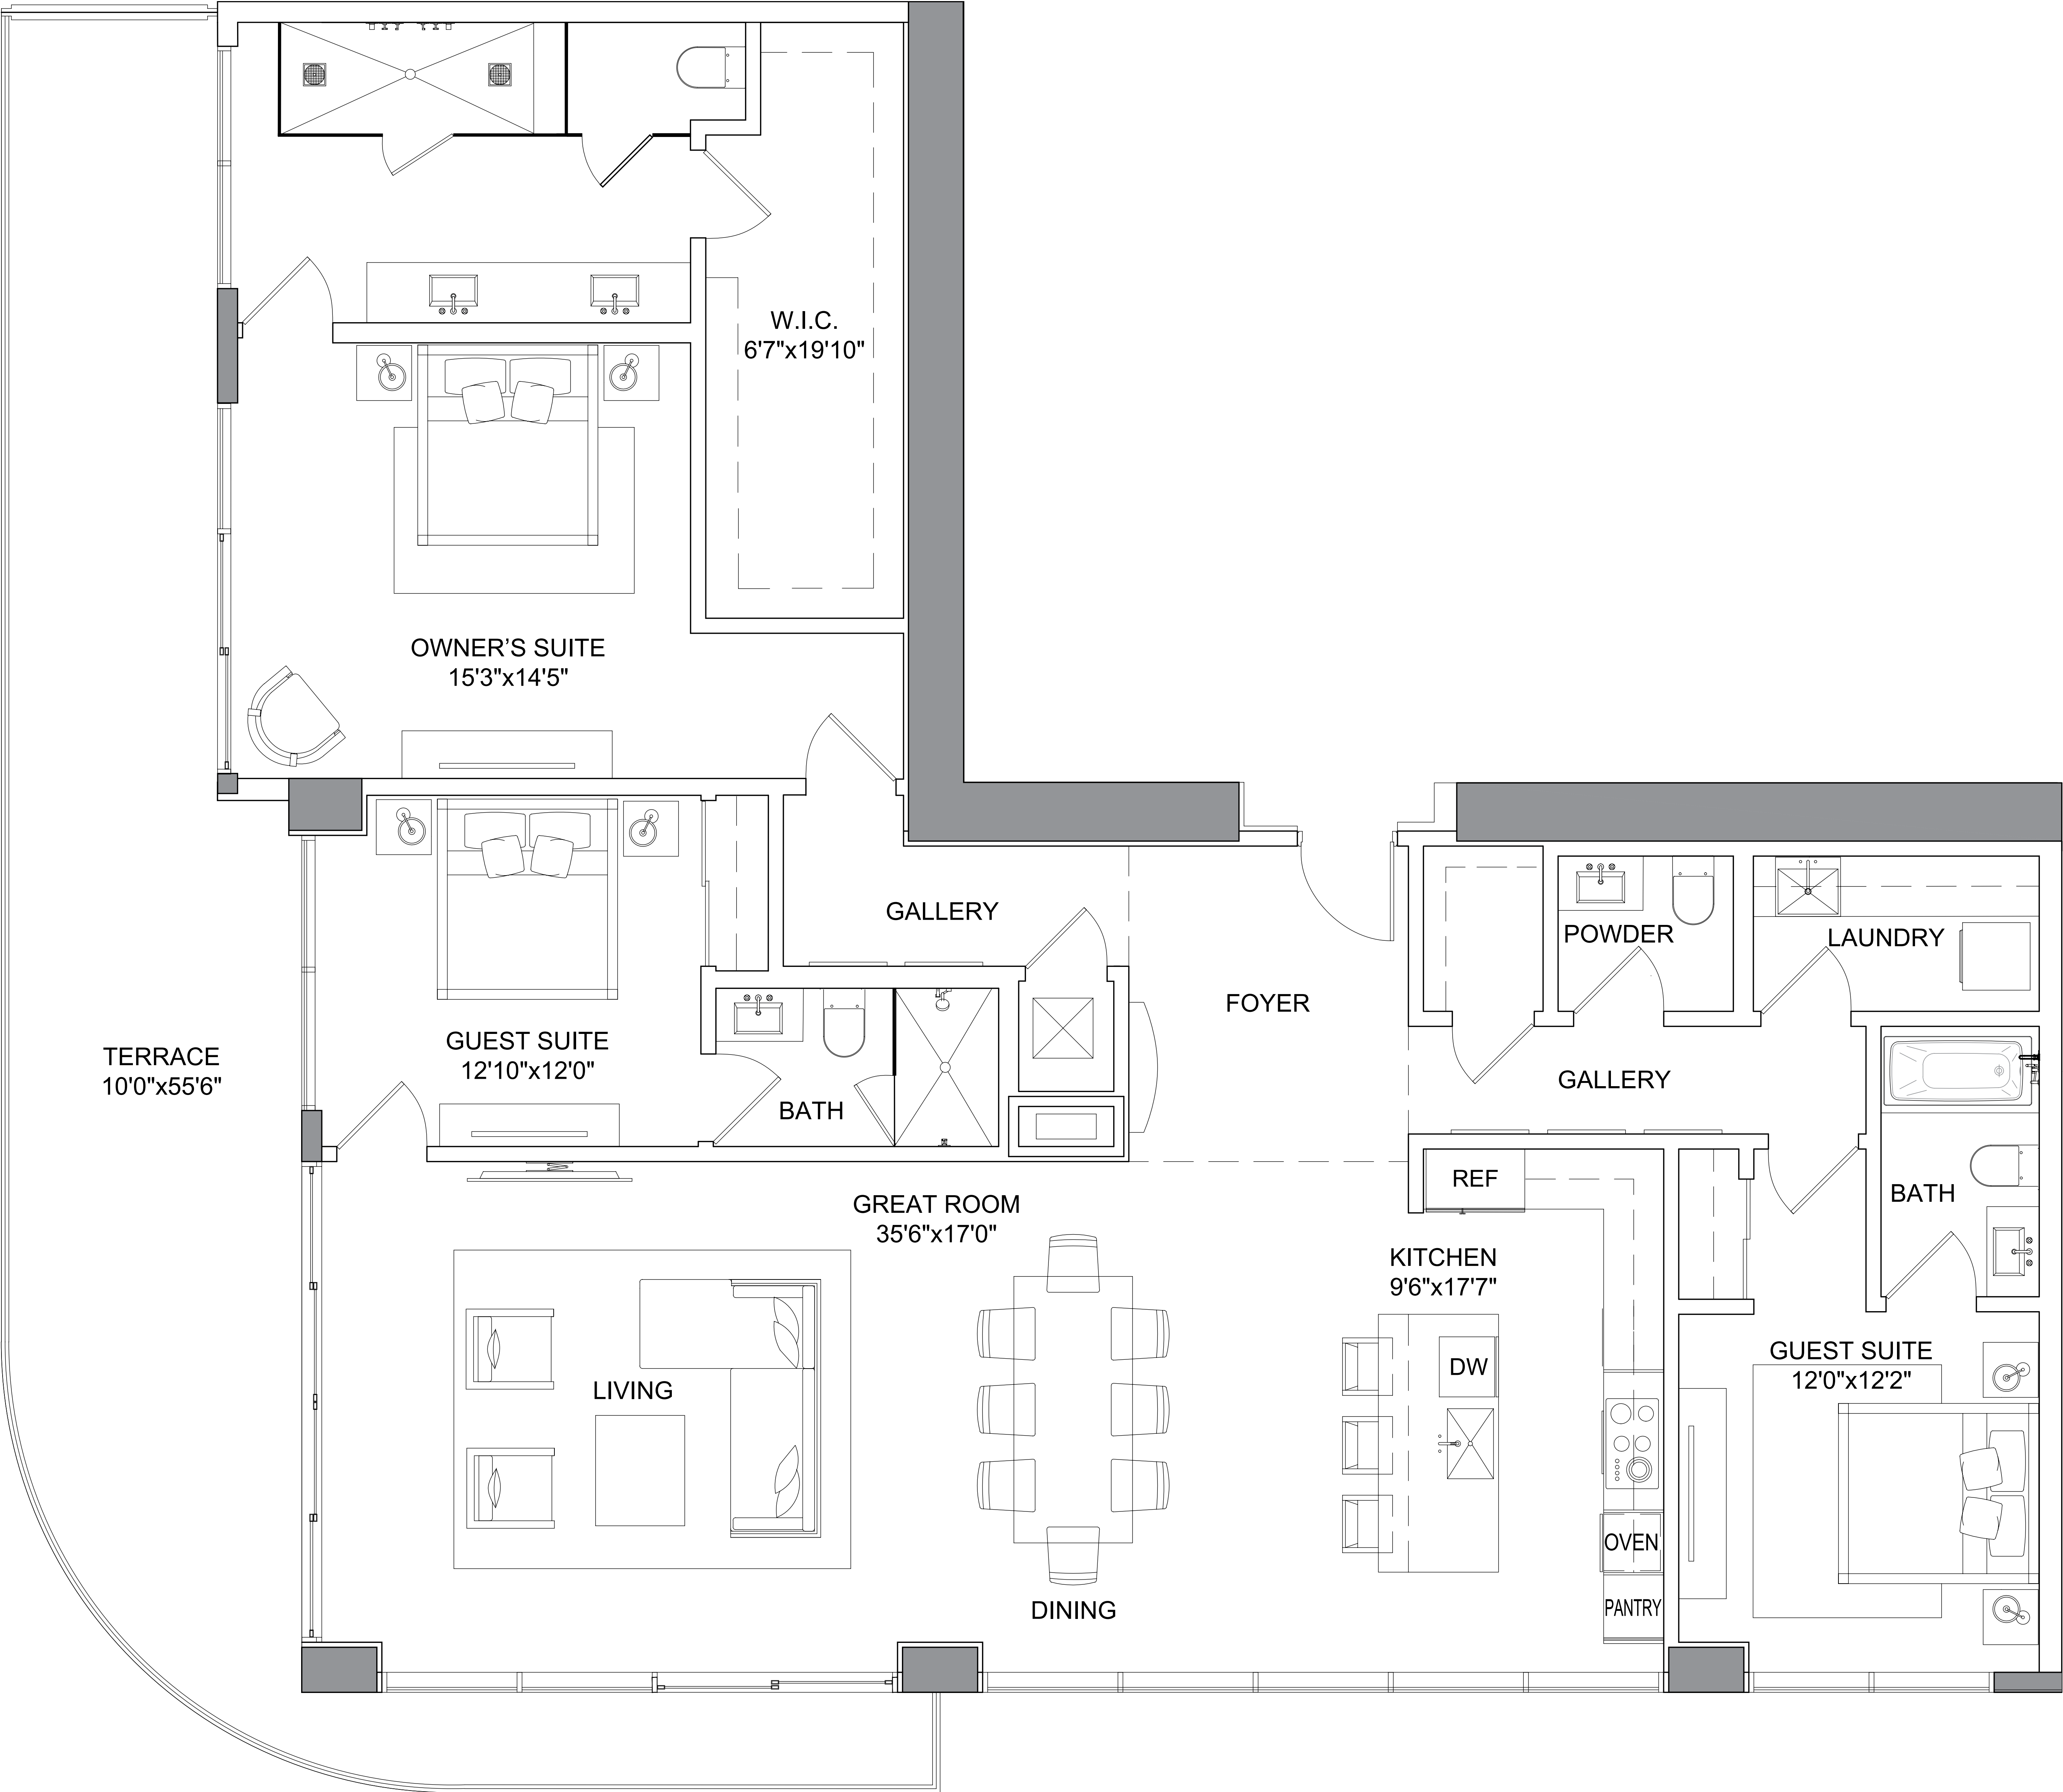 W.I.C.
6'7"x19'10"
OWNER’S SUITE
15'3"x14'5"
GALLERY
POWDER
LAUNDRY
FOYER
GUEST SUITE
12'10"x12'0"
TERRACE
10'0"x55'6"
BATH
GALLERY
REF
BATH
GREAT ROOM
35'6"x17'0"
KITCHEN
9'6"x17'7"
GUEST SUITE
12'0"x12'2"
DW
LIVING
OVEN
DINING
PANTRY